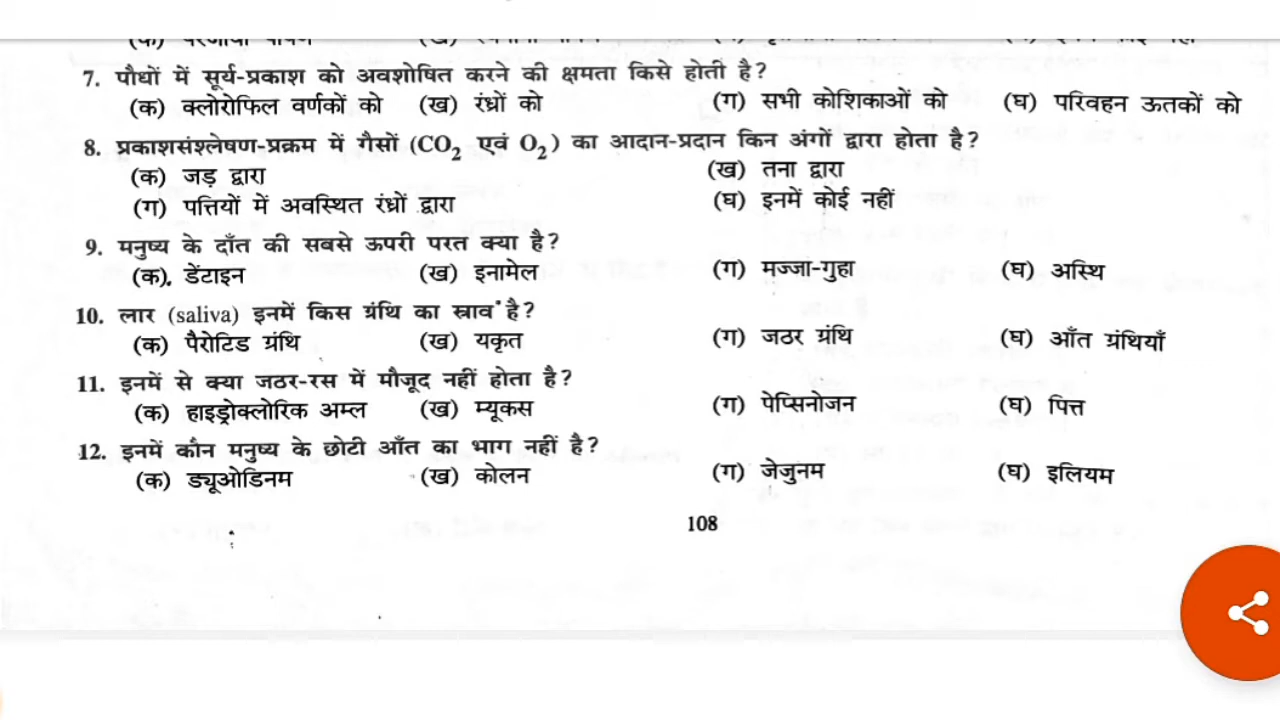 7. पौधों में सूर्य-प्रकाश को अवशोषित करने की क्षमता किसे होती है?
(क) क्लोरोफिल वर्णकों को (ख) रंध्रों को (ग) सभी कोशिकाओं को (घ) परिवहन ऊतकों को
8. प्रकाशसंश्लेषण-प्रक्रम में गैसों (CO₂ एवं O₂) का आदान-प्रदान किन अंगों द्वारा होता है?
(क) जड़ द्वारा (ख) तना द्वारा
(ग) पत्तियों में अवस्थित रंध्रों द्वारा (घ) इनमें कोई नहीं
9. मनुष्य के दाँत की सबसे ऊपरी परत क्या है?
(क) डेंटाइन (ख) इनामेल (ग) मज्जा-गुहा (घ) अस्थि
10. लार (saliva) इनमें किस ग्रंथि का स्राव है?
(क) पैरोटिड ग्रंथि (ख) यकृत (ग) जठर ग्रंथि (घ) आँत ग्रंथियाँ
11. इनमें से क्या जठर-रस में मौजूद नहीं होता है?
(क) हाइड्रोक्लोरिक अम्ल (ख) म्यूकस (ग) पेप्सिनोजन (घ) पित्त
12. इनमें कौन मनुष्य के छोटी आँत का भाग नहीं है?
(क) ड्यूओडिनम (ख) कोलन (ग) जेजुनम (घ) इलियम
108